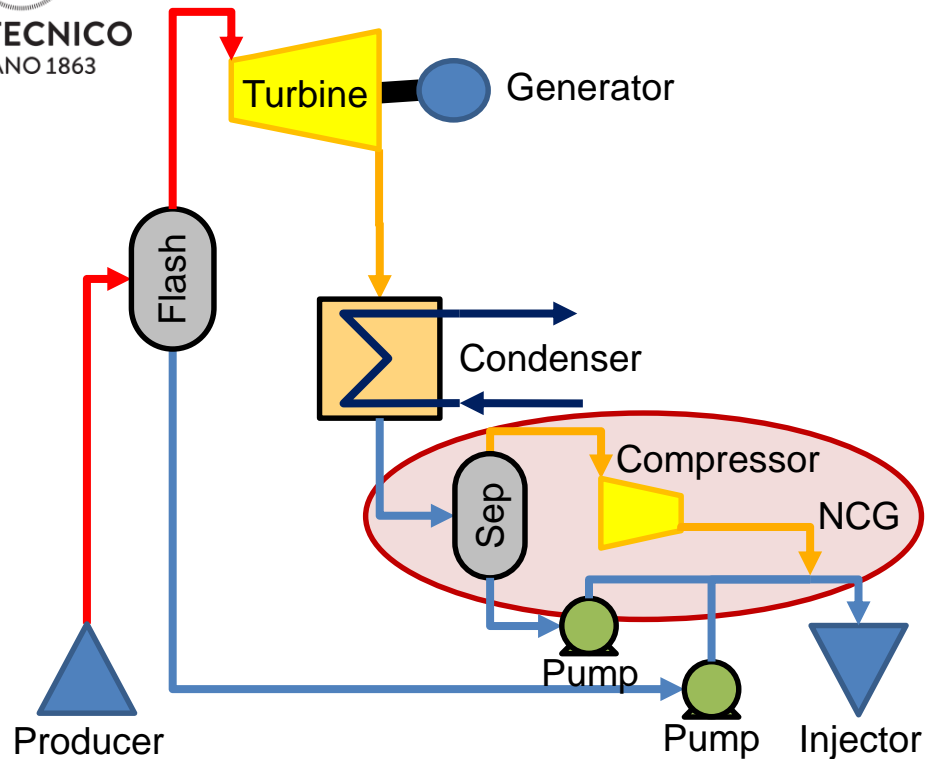 TECNICO
ANO 1863
Turbine
Generator
Flash
Condenser
Compressor
Sep
NCG
Pump
Pump
Producer
Injector